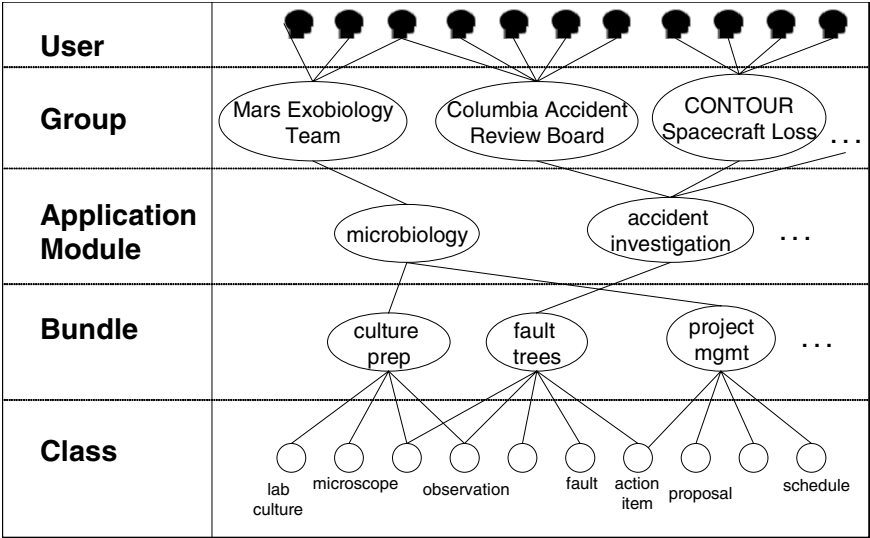 User
Group
Mars Exobiology
Team
Columbia Accident
Review Board
CONTOUR
Spacecraft Loss
. . .
Application
Module
microbiology
accident
investigation
. . .
Bundle
culture
prep
fault
trees
project
mgmt
. . .
Class
lab
culture
microscope
observation
fault
action
item
proposal
schedule